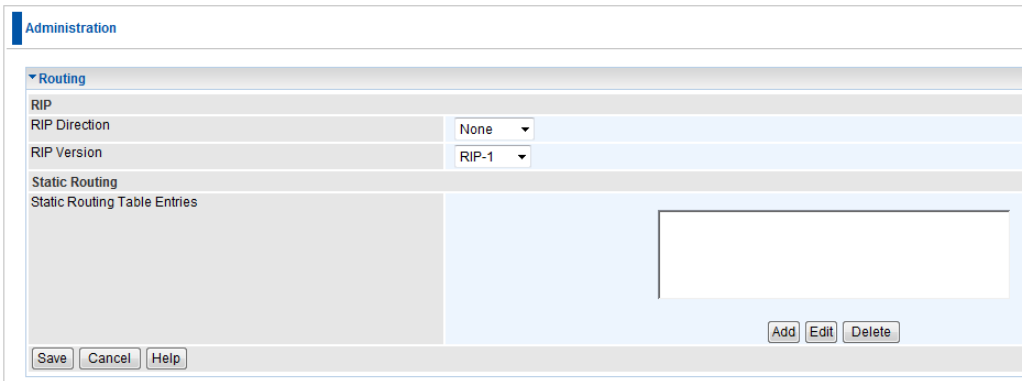 Administration
Routing
RIP
RIP Direction None
RIP Version RIP-1
Static Routing
Static Routing Table Entries
Add Edit Delete
Save Cancel Help